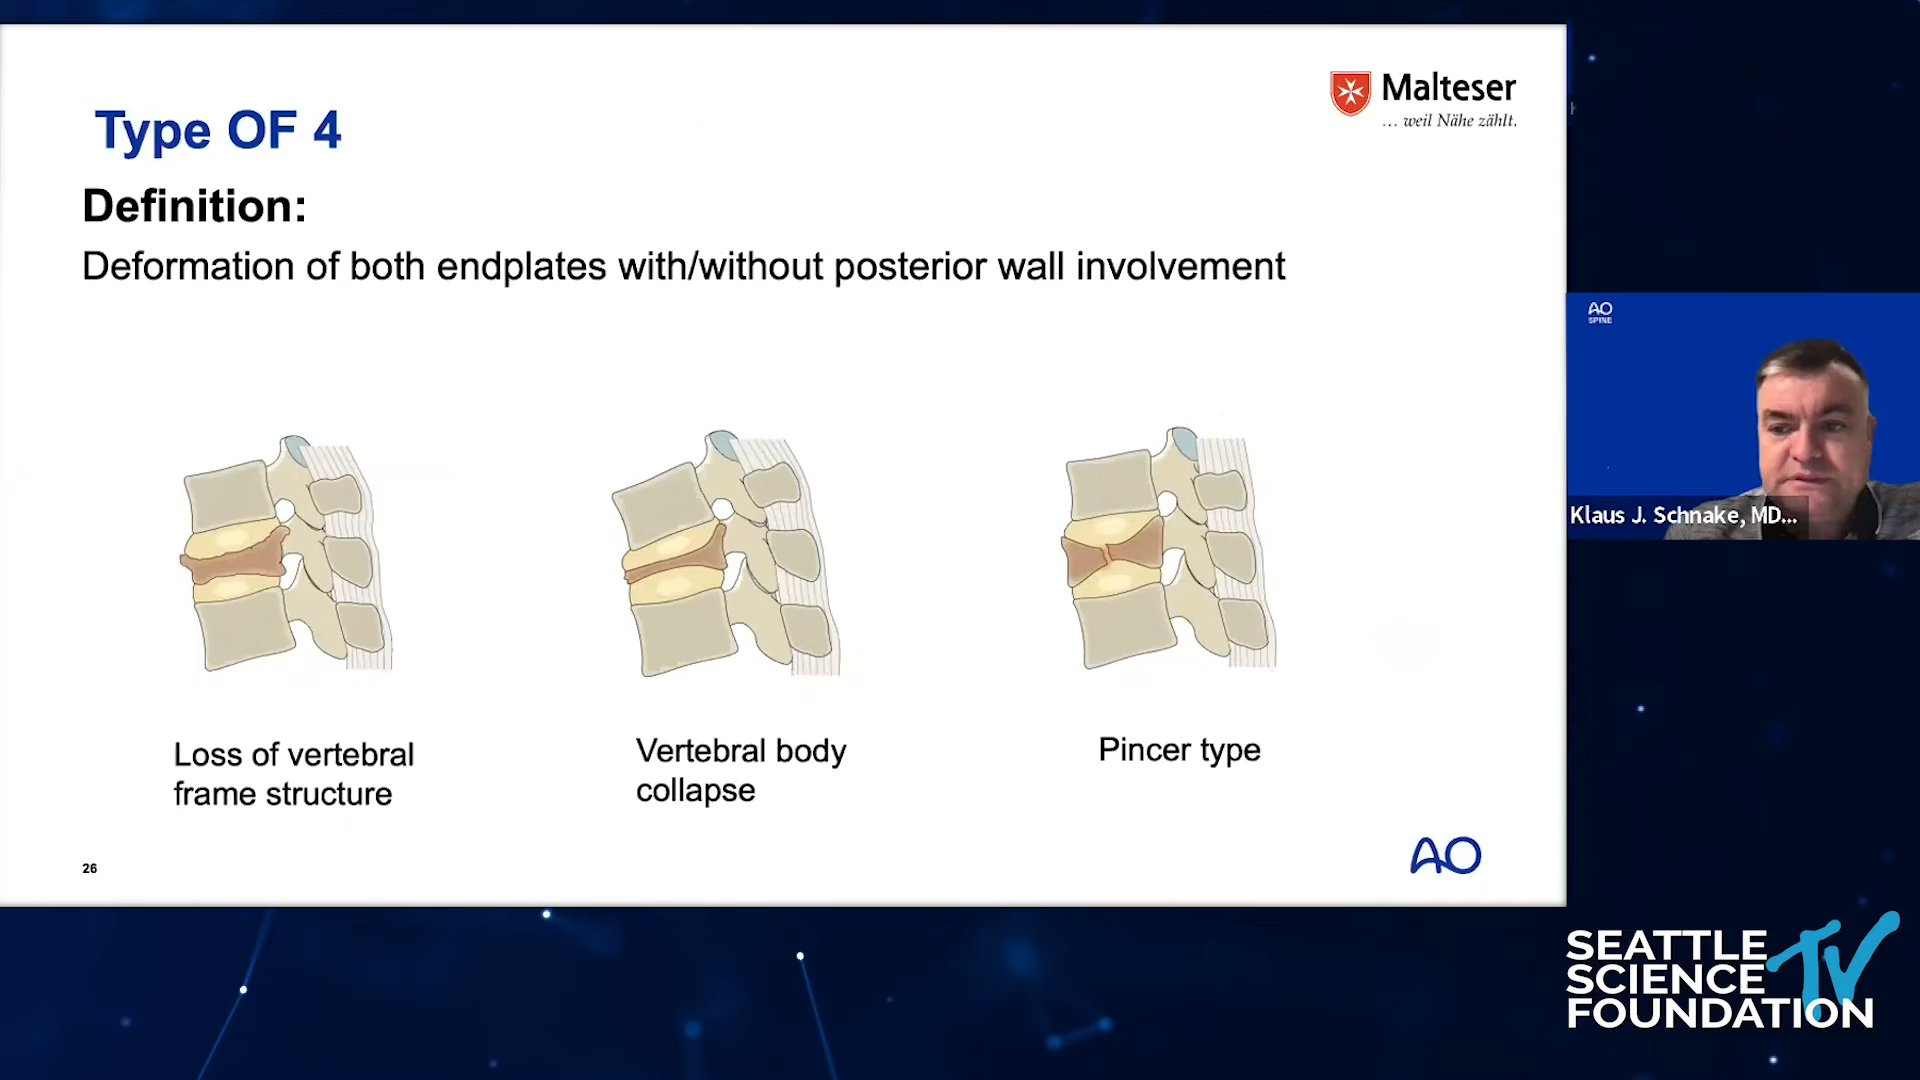 Malteser
... weil Nähe zählt.
Type OF 4
Definition:
Deformation of both endplates with/without posterior wall involvement
Loss of vertebral
frame structure
Vertebral body
collapse
Pincer type
26
AO
AO
SPINE
Klaus J. Schnake, MD...
SEATTLE
SCIENCE
FOUNDATION
TV